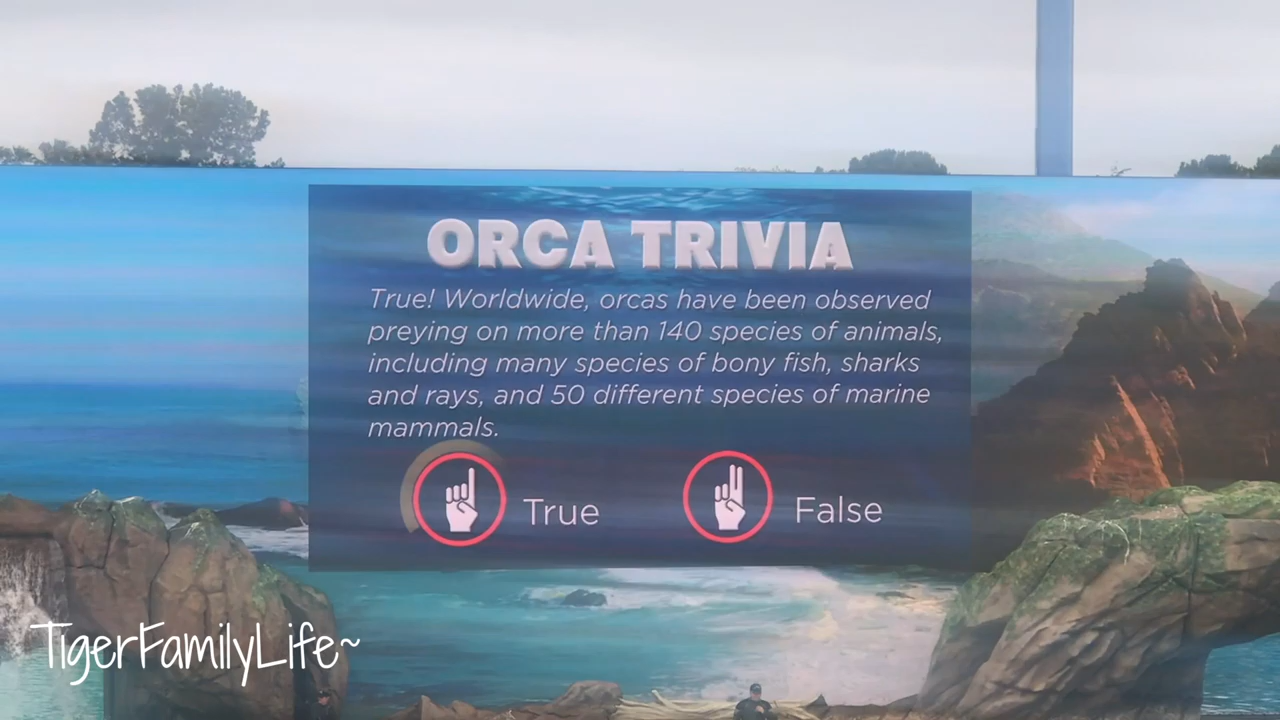 ORCA TRIVIA
True! Worldwide, orcas have been observed
preying on more than 140 species of animals,
including many species of bony fish, sharks
and rays, and 50 different species of marine
mammals.
True False
TigerFamilyLife~